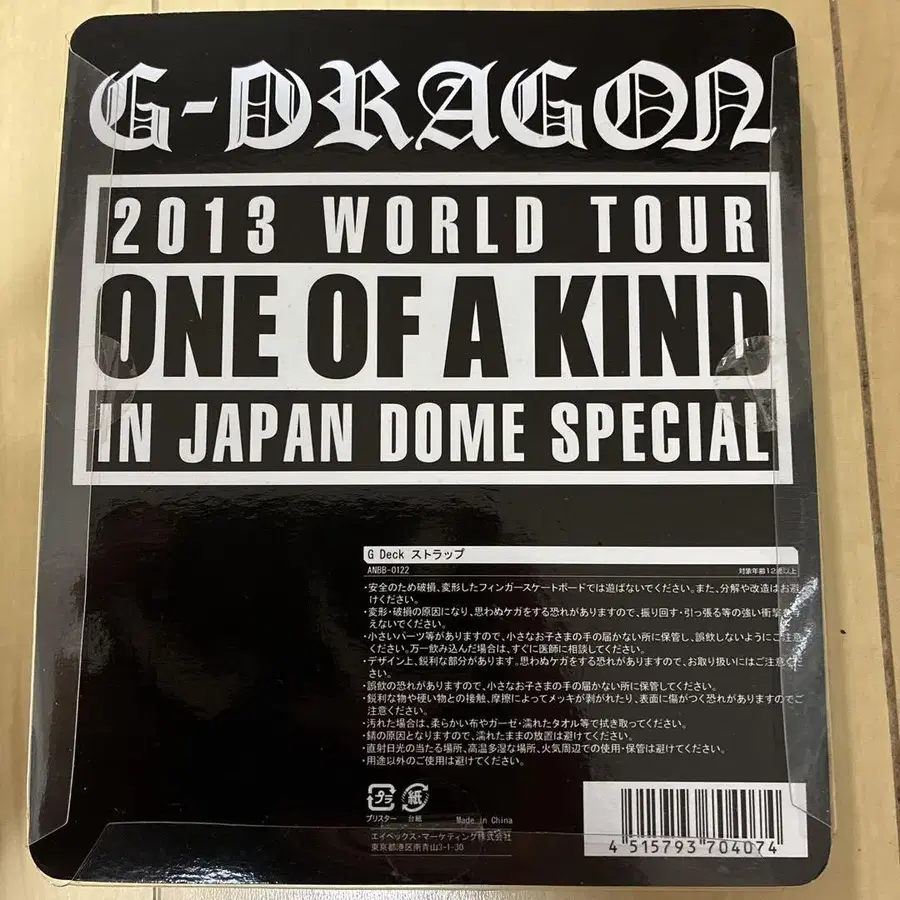 G-DRAGON
2013 WORLD TOUR
ONE OF A KIND
IN JAPAN DOME SPECIAL
G Deck ストラップ
ANBB-0122 対象年齢12歳以上
・安全のため破損、変形したフィンガースケートボードでは遊ばないでください。また、分解や改造はお避
けください。
・変形・破損の原因になり、思わぬケガをする恐れがありますので、振り回す・引っ張る等の強い衝撃を与
えないでください。
・小さいパーツ等がありますので、小さなお子さまの手の届かない所に保管し、誤飲しないようにご注意
ください。万一飲み込んだ場合は、すぐに医師に相談してください。
・デザイン上、鋭利な部分があります。思わぬケガをする恐れがありますので、お取り扱いにはご注意くだ
さい。
・誤飲の恐れがありますので、小さなお子さまの手の届かない所に保管してください。
・鋭利な物や硬い物との接触、摩擦によってメッキが剥がれたり、表面に傷がつく恐れがありますのでご
注意ください。
・汚れた場合は、柔らかい布やガーゼ・濡れたタオル等で拭き取ってください。
・錆の原因となりますので、濡れたままの放置は避けてください。
・直射日光の当たる場所、高温多湿な場所、火気周辺での使用・保管は避けてください。
・用途以外のご使用は避けてください。
プラ 紙
ブリスター 台紙 Made in China
エイベックス・マーケティング株式会社
東京都港区南青山3-1-30
4 515793 704074